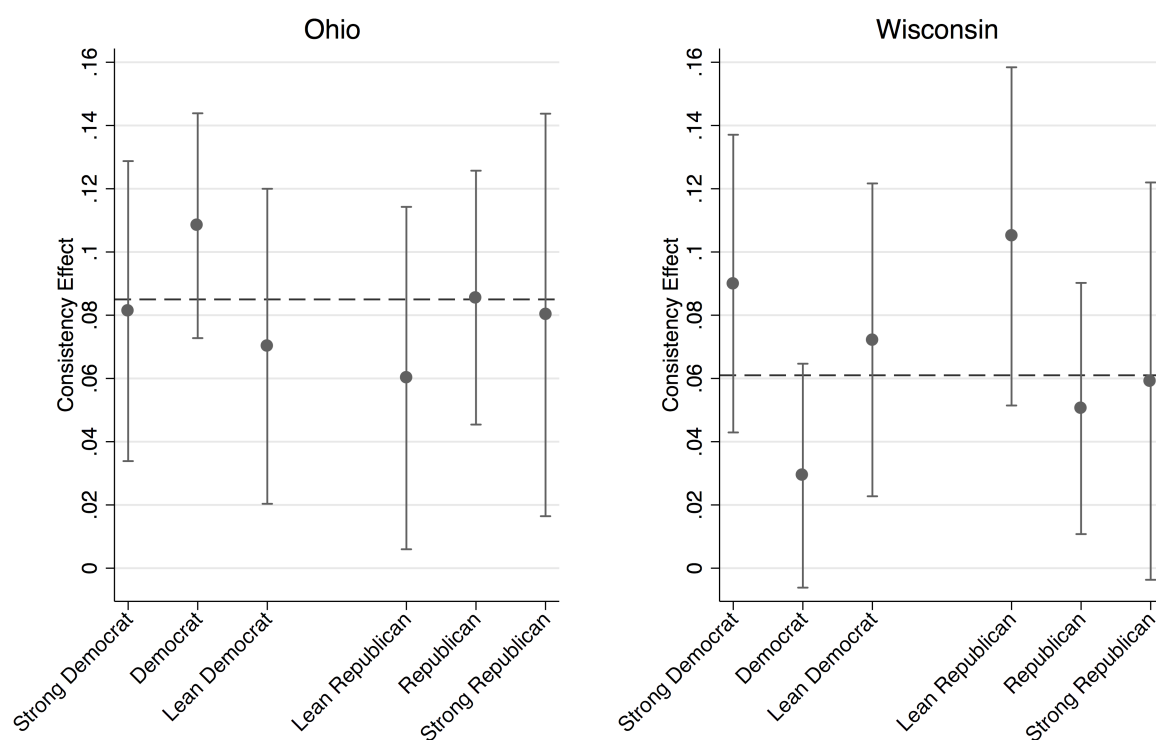 Ohio
Consistency Effect
.16
.14
.12
.1
.08
.06
.04
.02
0
Strong Democrat
Democrat
Lean Democrat
Lean Republican
Republican
Strong Republican
Wisconsin
Consistency Effect
.16
.14
.12
.1
.08
.06
.04
.02
0
Strong Democrat
Democrat
Lean Democrat
Lean Republican
Republican
Strong Republican